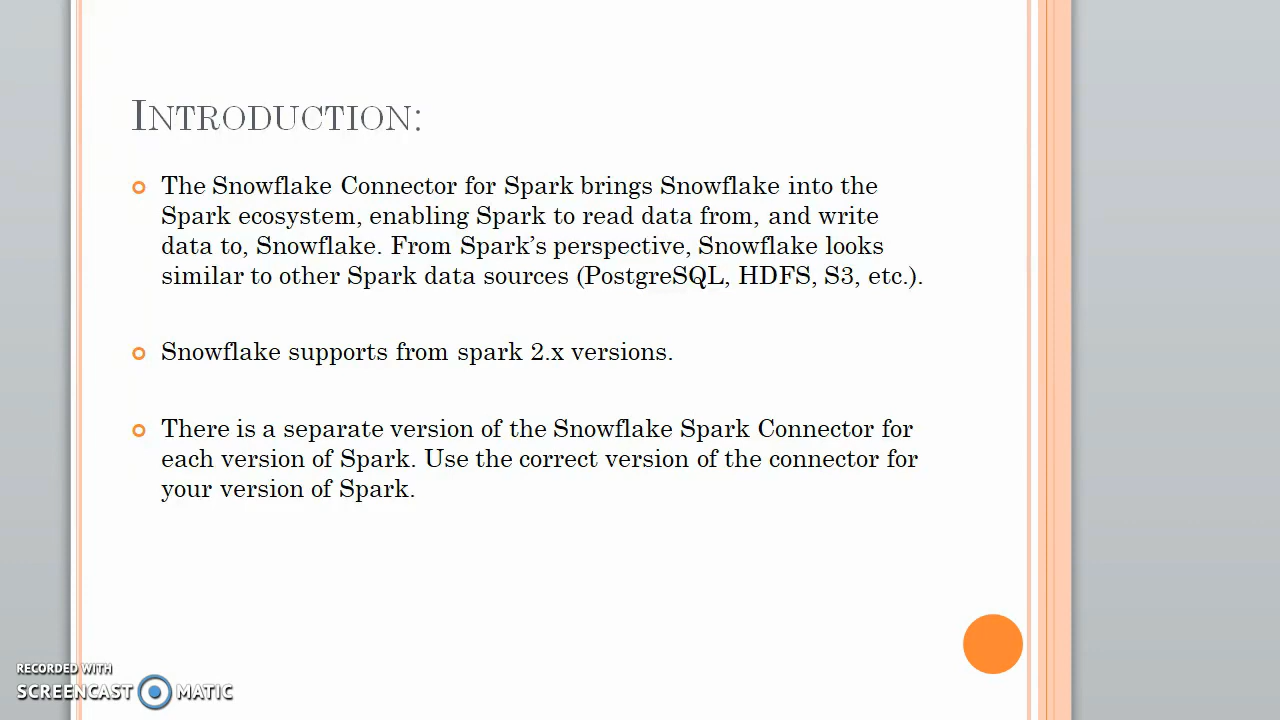 INTRODUCTION:
The Snowflake Connector for Spark brings Snowflake into the
Spark ecosystem, enabling Spark to read data from, and write
data to, Snowflake. From Spark’s perspective, Snowflake looks
similar to other Spark data sources (PostgreSQL, HDFS, S3, etc.).
Snowflake supports from spark 2.x versions.
There is a separate version of the Snowflake Spark Connector for
each version of Spark. Use the correct version of the connector for
your version of Spark.
RECORDED WITH
SCREENCAST MATIC